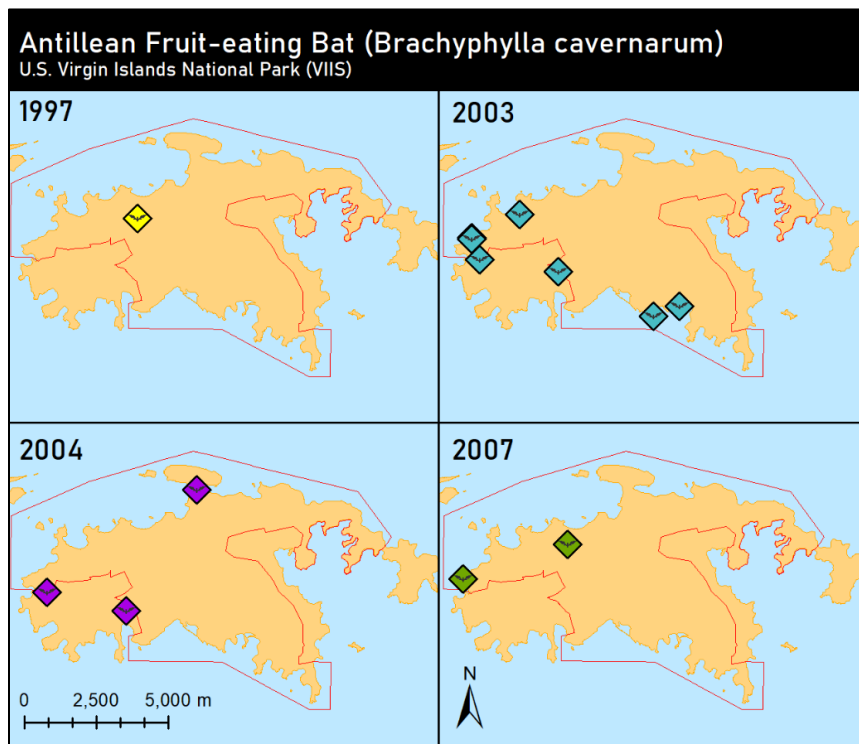 Antillean Fruit-eating Bat (Brachyphylla cavernarum)
U.S. Virgin Islands National Park (VIIS)
1997
2003
2004
2007
0 2,500 5,000 m
N